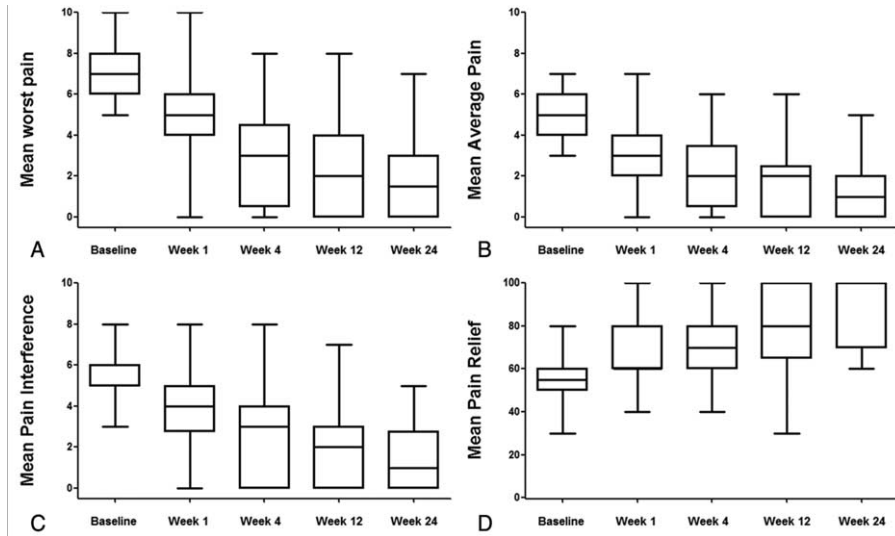 Mean worst pain
10
8
6
4
2
0
Baseline Week 1 Week 4 Week 12 Week 24
A
Mean Average Pain
10
8
6
4
2
0
Baseline Week 1 Week 4 Week 12 Week 24
B
Mean Pain Interference
10
8
6
4
2
0
Baseline Week 1 Week 4 Week 12 Week 24
C
Mean Pain Relief
100
80
60
40
20
0
Baseline Week 1 Week 4 Week 12 Week 24
D